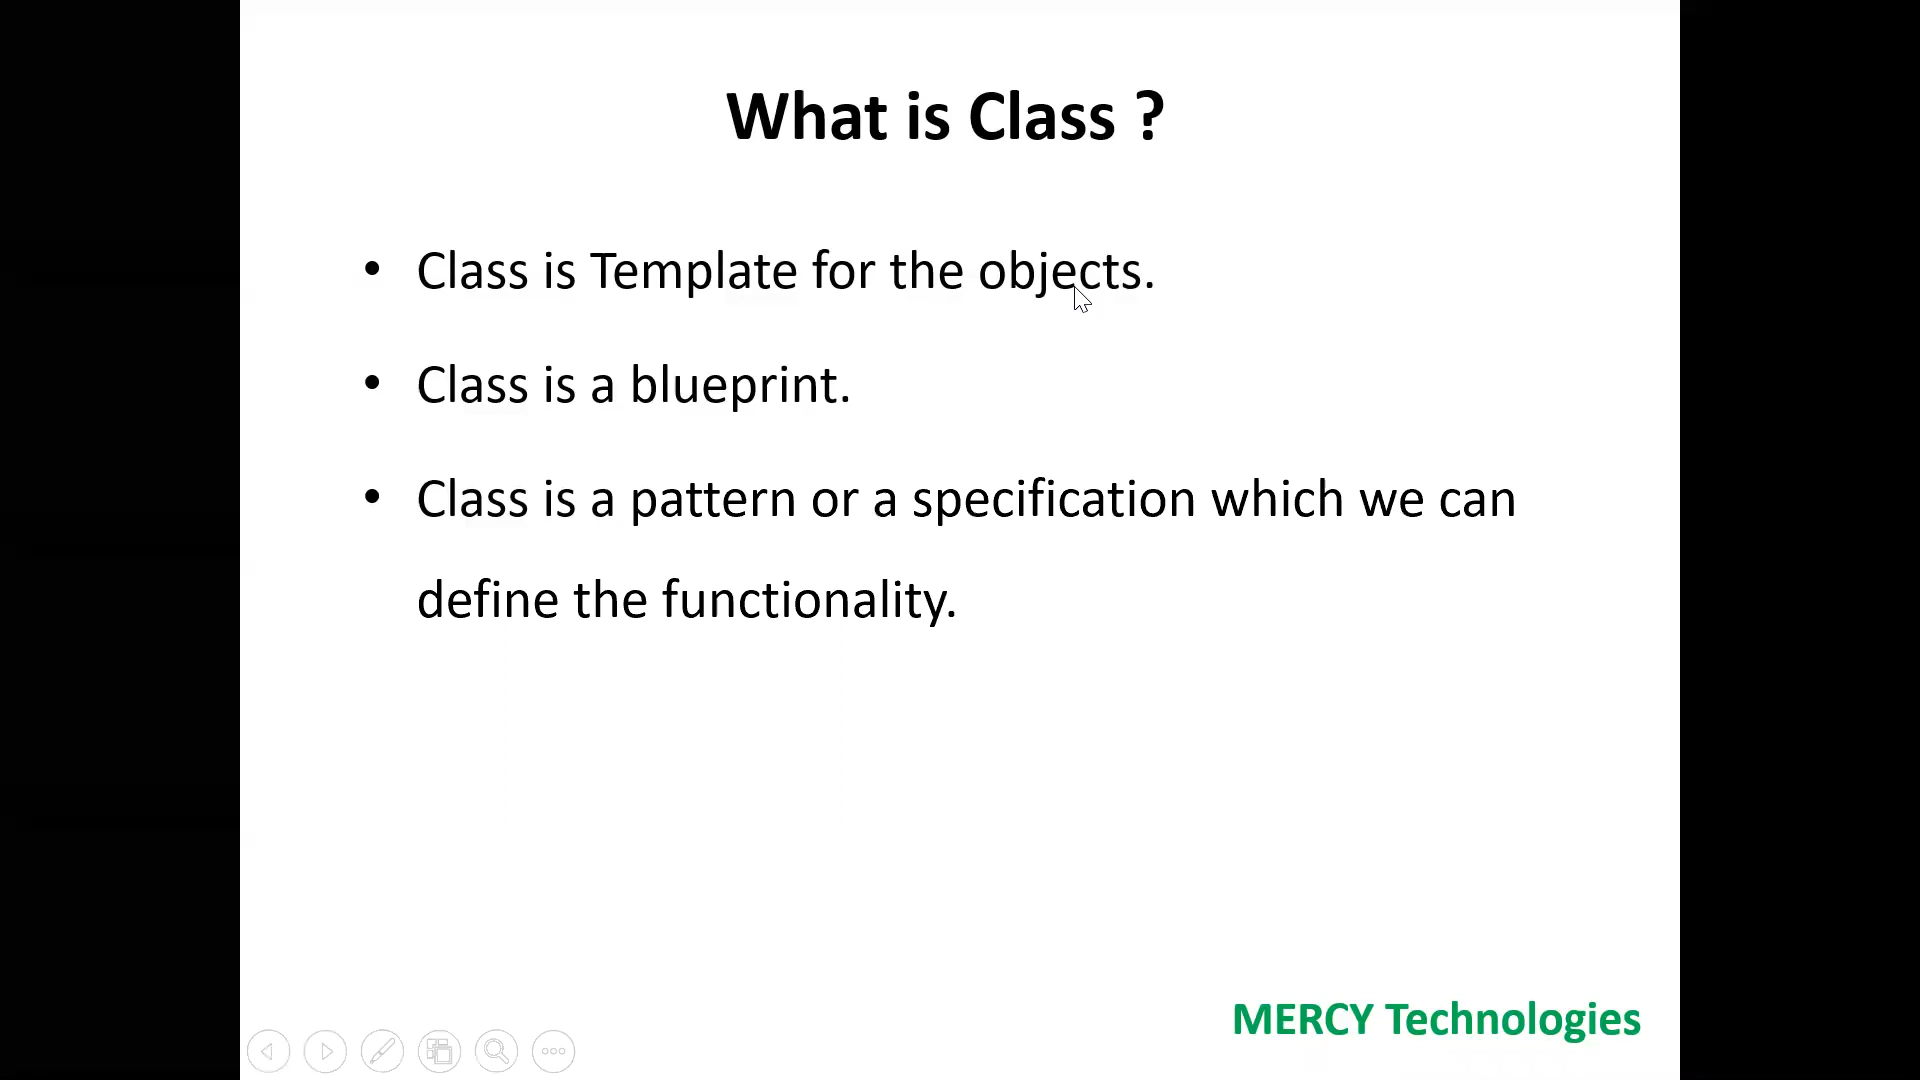 What is Class ?
• Class is Template for the objects.
• Class is a blueprint.
• Class is a pattern or a specification which we can
define the functionality.
MERCY Technologies